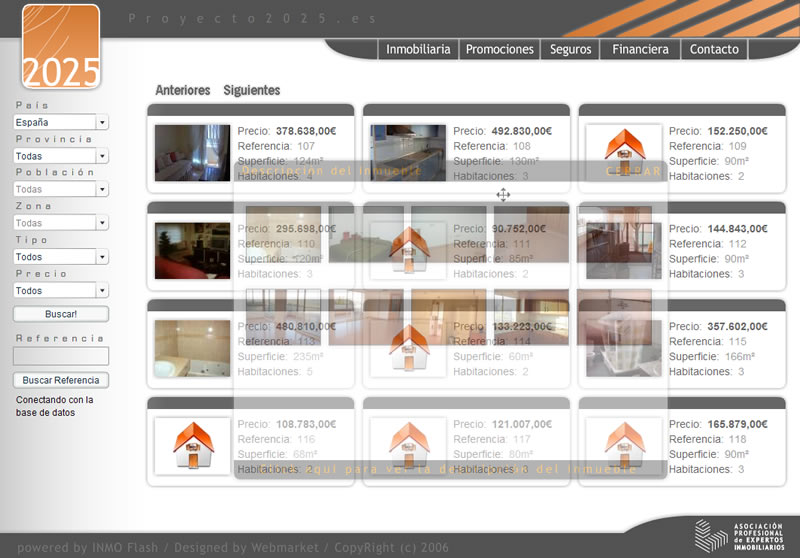 Proyecto2025.es
2025
Inmobiliaria
Promociones
Seguros
Financiera
Contacto
Anteriores Siguientes
País
España
Provincia
Todas
Población
Todas
Zona
Todas
Tipo
Todos
Precio
Todos
Buscar!
Referencia
Buscar Referencia
Conectando con la
base de datos
Precio: 378.638,00€
Referencia: 107
Superficie: 124m²
Habitaciones: 4
Precio: 492.830,00€
Referencia: 108
Superficie: 130m²
Habitaciones: 3
Precio: 152.250,00€
Referencia: 109
Superficie: 90m²
Habitaciones: 2
Descripcion del inmueble
CERRAR
Precio: 295.698,00€
Referencia: 110
Superficie: 120m²
Habitaciones: 3
Precio: 90.752,00€
Referencia: 111
Superficie: 85m²
Habitaciones: 2
Precio: 144.843,00€
Referencia: 112
Superficie: 90m²
Habitaciones: 3
Precio: 480.810,00€
Referencia: 113
Superficie: 235m²
Habitaciones: 5
Precio: 133.223,00€
Referencia: 114
Superficie: 60m²
Habitaciones: 2
Precio: 357.602,00€
Referencia: 115
Superficie: 166m²
Habitaciones: 3
Precio: 108.783,00€
Referencia: 116
Superficie: 68m²
Habitaciones: 2
Precio: 121.007,00€
Referencia: 117
Superficie: 80m²
Habitaciones: 3
Precio: 165.879,00€
Referencia: 118
Superficie: 90m²
Habitaciones: 3
aquí para ver la del inmueble
powered by INMO Flash / Designed by Webmarket / CopyRight (c) 2006
ASOCIACIÓN
PROFESIONAL
de EXPERTOS
INMOBILIARIOS